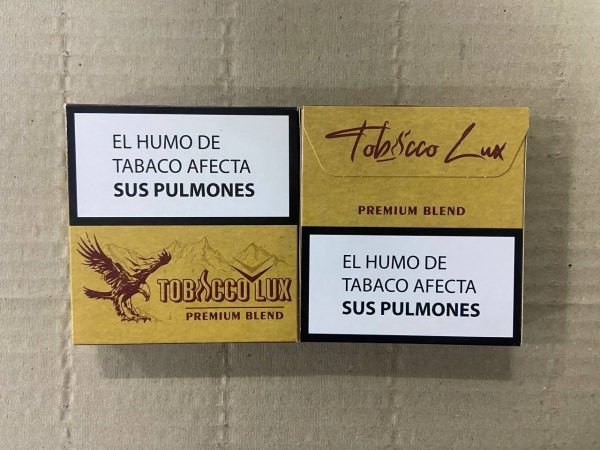 EL HUMO DE
TABACO AFECTA
SUS PULMONES
TOBACCO LUX
PREMIUM BLEND
Tobacco Lux
PREMIUM BLEND
EL HUMO DE
TABACO AFECTA
SUS PULMONES